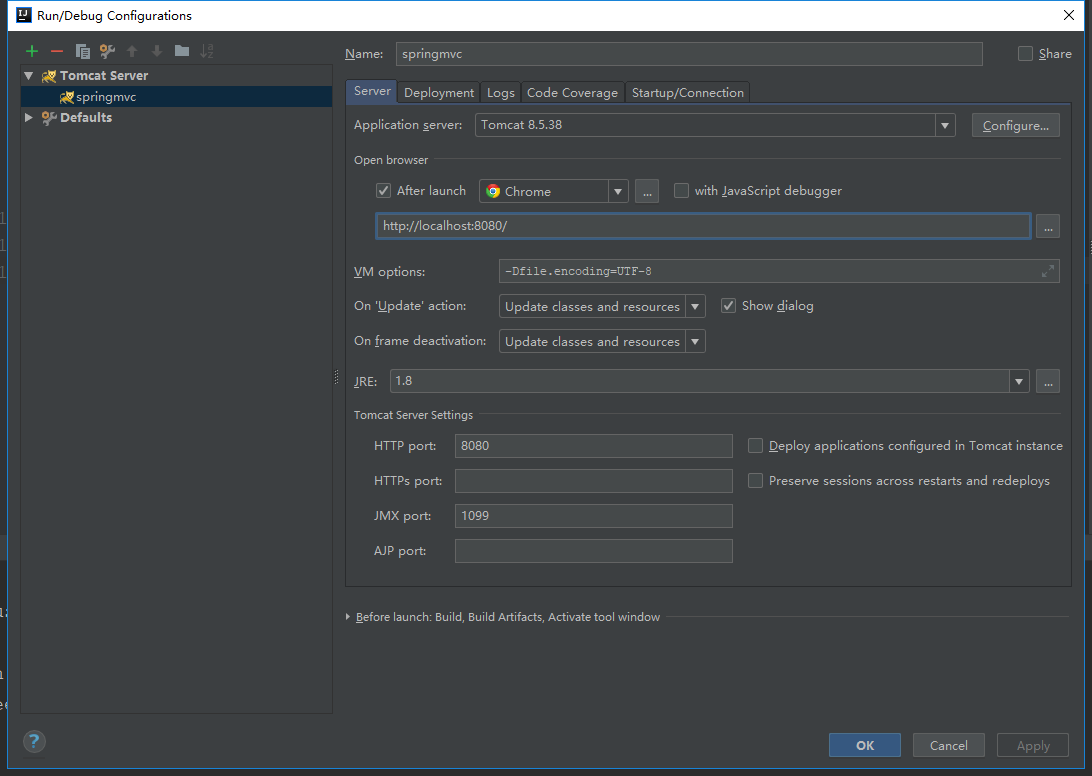 Run/Debug Configurations
Name: springmvc Share
Tomcat Server
springmvc
Defaults
Server Deployment Logs Code Coverage Startup/Connection
Application server: Tomcat 8.5.38 Configure...
Open browser
After launch Chrome ... with JavaScript debugger
http://localhost:8080/ ...
VM options: -Dfile.encoding=UTF-8
On 'Update' action: Update classes and resources Show dialog
On frame deactivation: Update classes and resources
JRE: 1.8 ...
Tomcat Server Settings
HTTP port: 8080 Deploy applications configured in Tomcat instance
HTTPs port: Preserve sessions across restarts and redeploys
JMX port: 1099
AJP port:
Before launch: Build, Build Artifacts, Activate tool window
? OK Cancel Apply